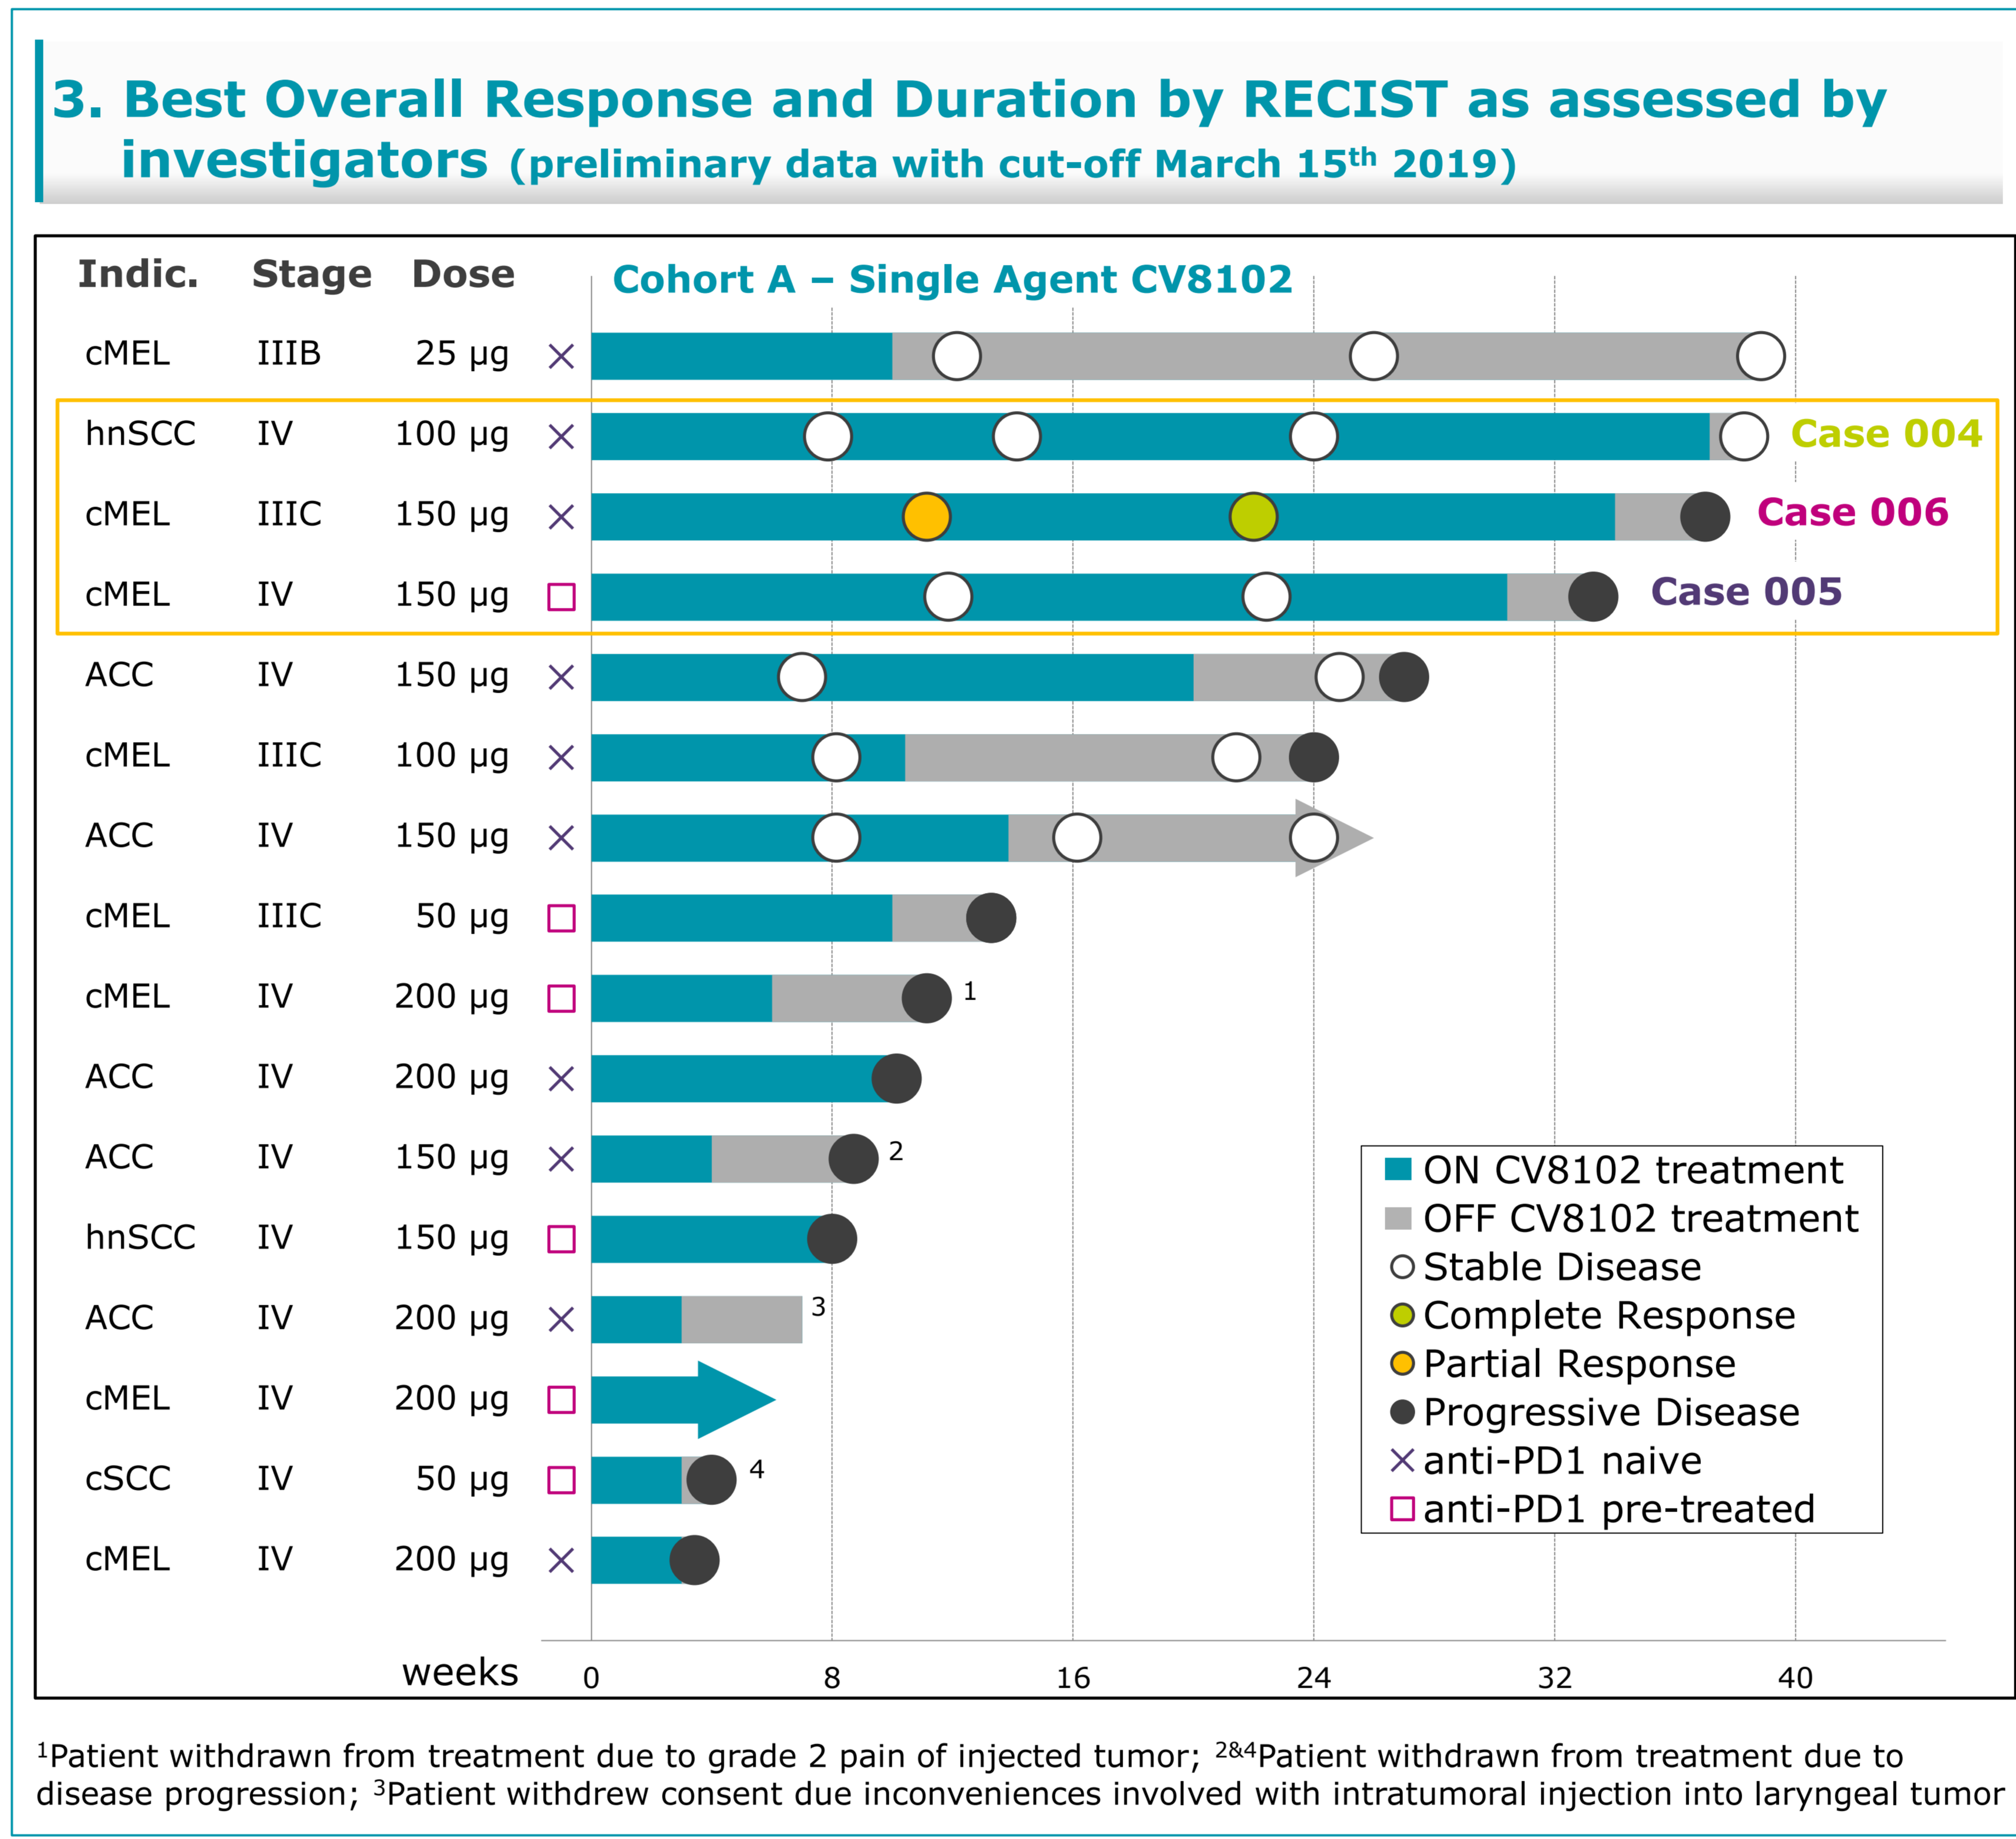 3. Best Overall Response and Duration by RECIST as assessed by
investigators (preliminary data with cut-off March 15th 2019)
Indic. Stage Dose
Cohort A – Single Agent CV8102
cMEL IIIB 25 µg
hnSCC IV 100 µg Case 004
cMEL IIIC 150 µg Case 006
cMEL IV 150 µg Case 005
ACC IV 150 µg
cMEL IIIC 100 µg
ACC IV 150 µg
cMEL IIIC 50 µg
cMEL IV 200 µg 1
ACC IV 200 µg
ACC IV 150 µg 2
hnSCC IV 150 µg
ACC IV 200 µg 3
cMEL IV 200 µg
cSCC IV 50 µg 4
cMEL IV 200 µg
ON CV8102 treatment
OFF CV8102 treatment
Stable Disease
Complete Response
Partial Response
Progressive Disease
anti-PD1 naive
anti-PD1 pre-treated
weeks 0 8 16 24 32 40
1Patient withdrawn from treatment due to grade 2 pain of injected tumor; 2&4Patient withdrawn from treatment due to
disease progression; 3Patient withdrew consent due inconveniences involved with intratumoral injection into laryngeal tumor